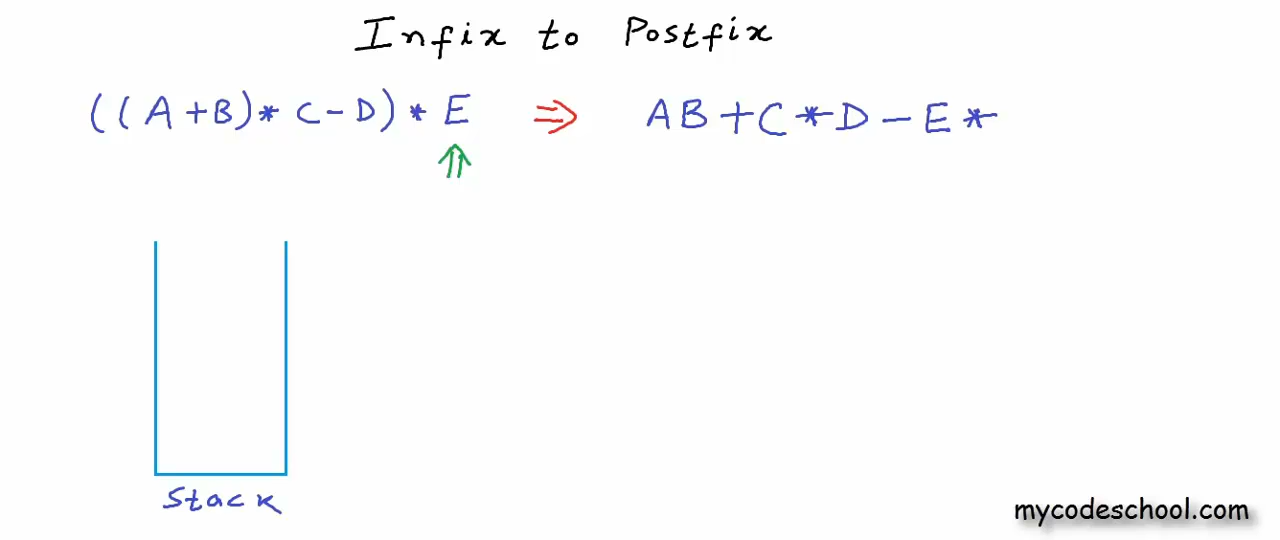 Infix to Postfix
((A+B)* C-D) * E ⇒ AB+C*D-E*
Stack
mycodeschool.com